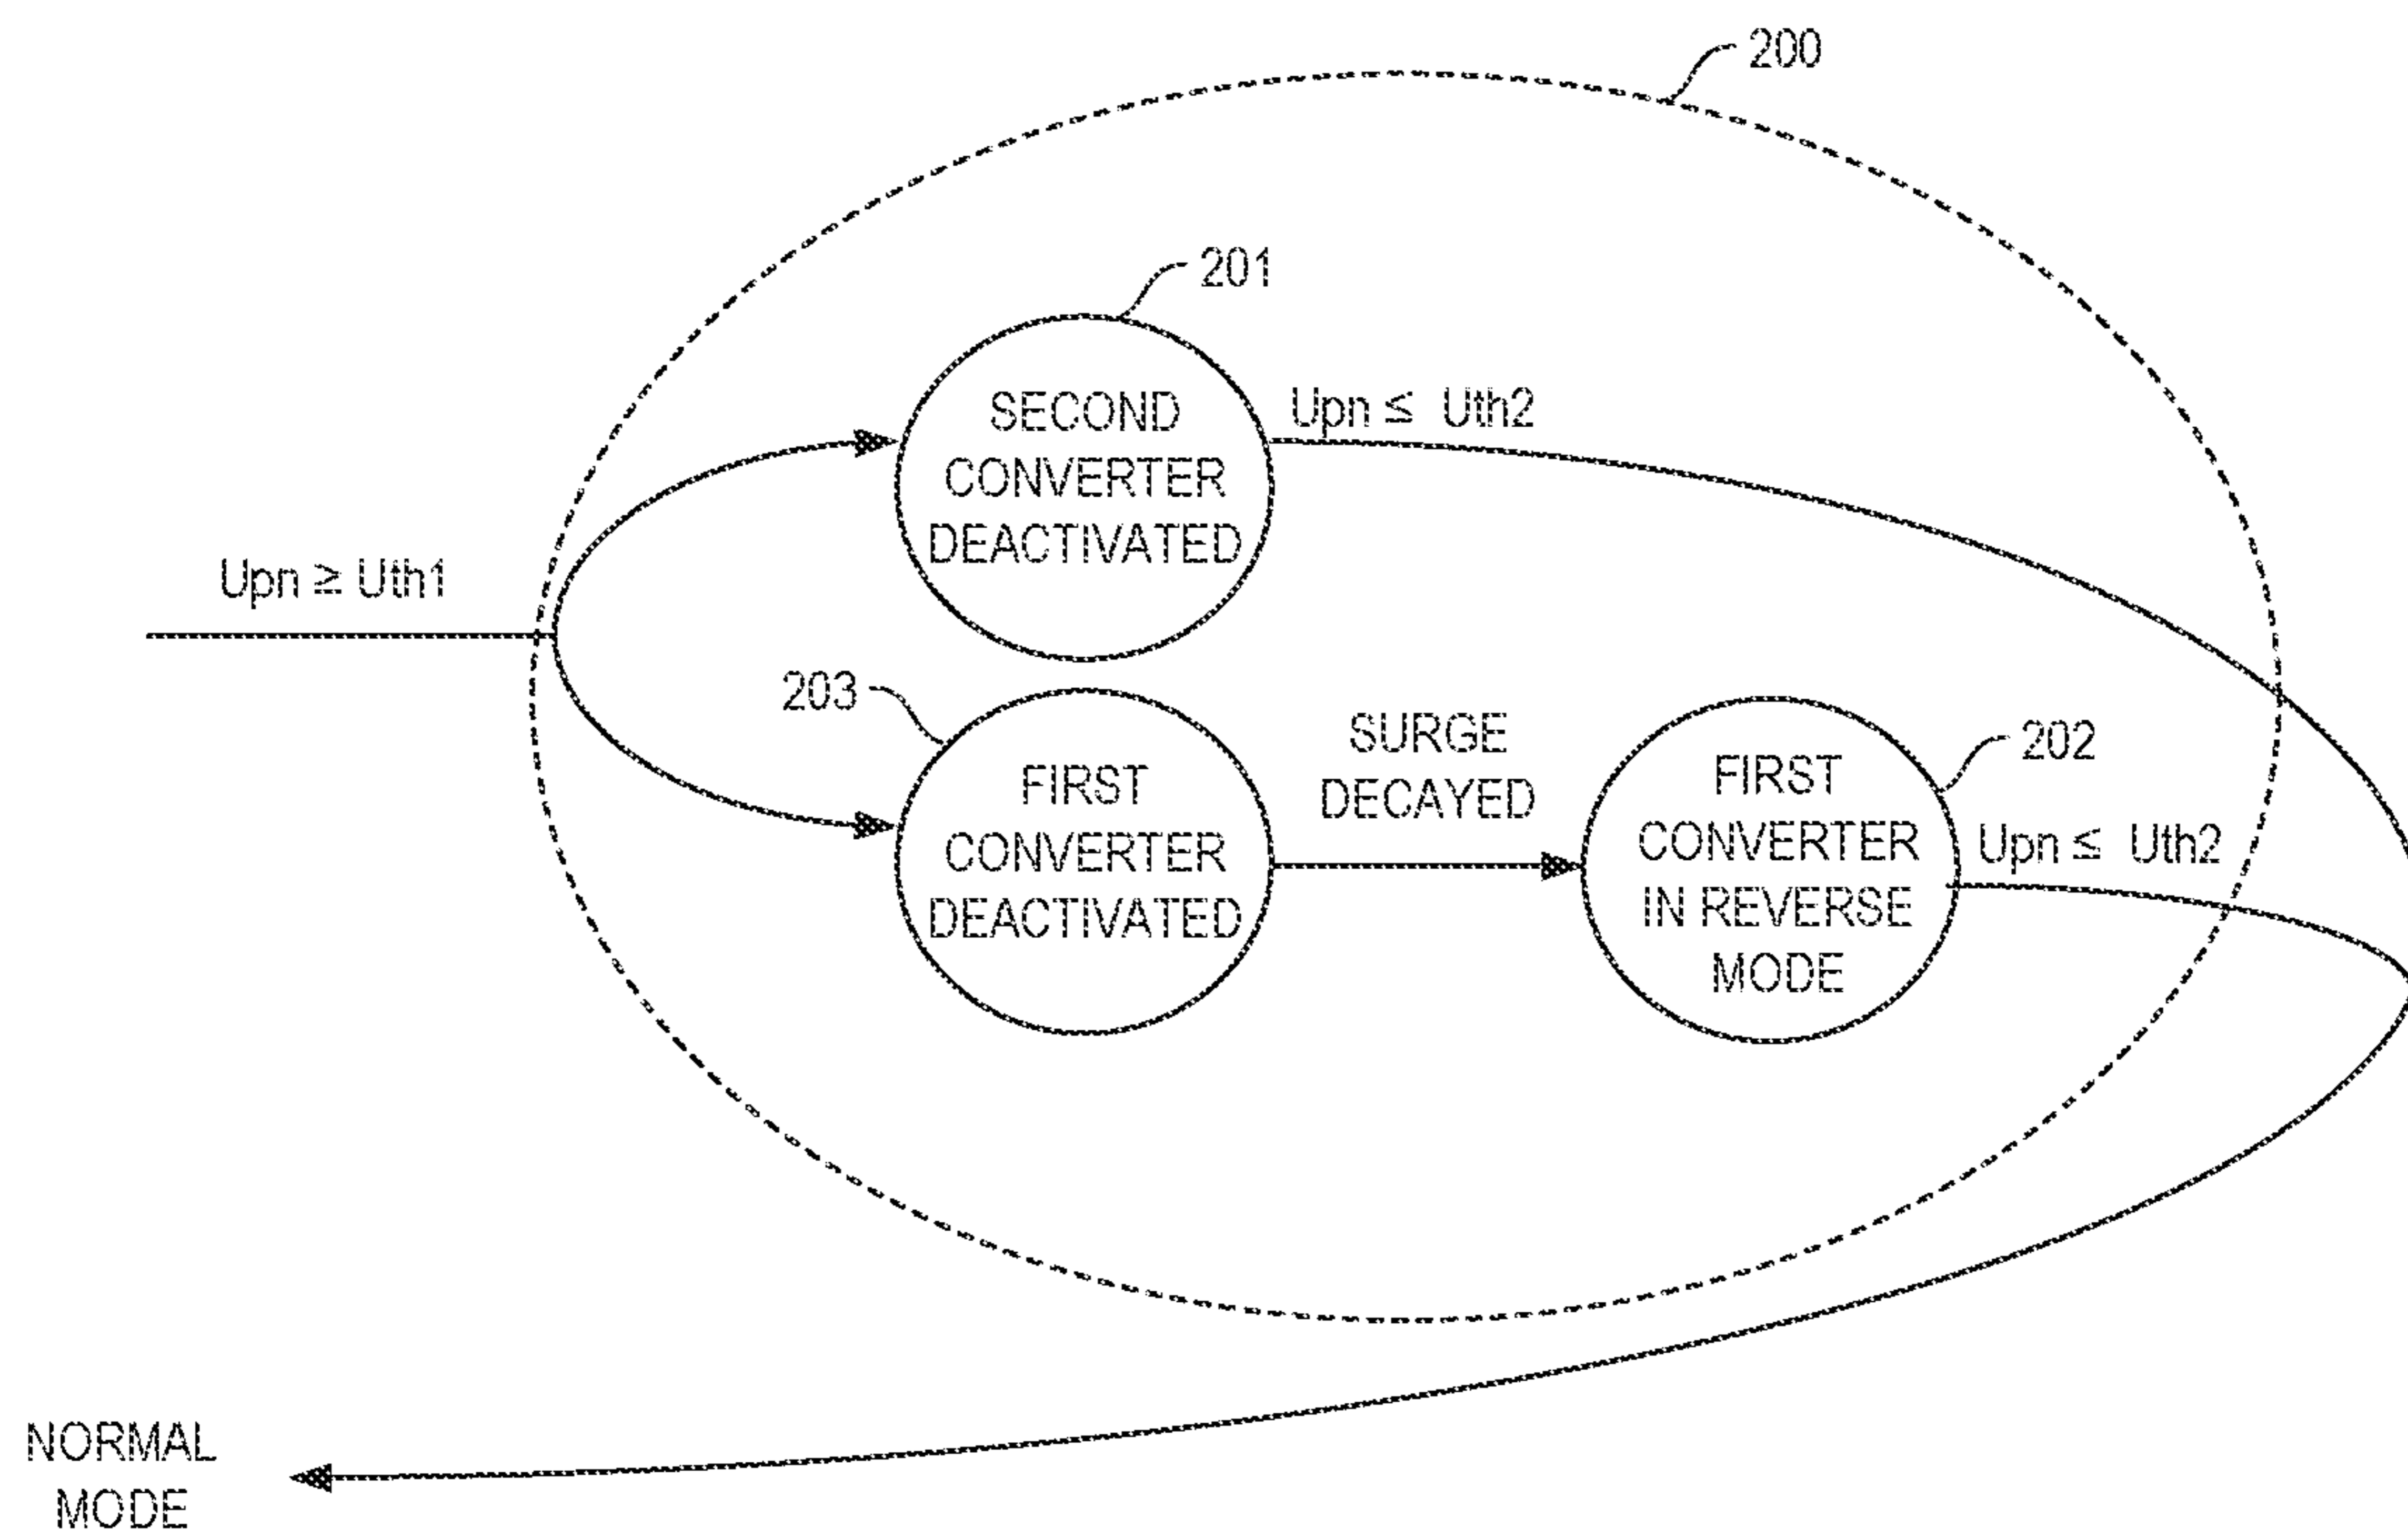 200
201
SECOND
CONVERTER
DEACTIVATED
Upn ≤ Uth2
Upn ≥ Uth1
203
FIRST
CONVERTER
DEACTIVATED
SURGE
DECAYED
202
FIRST
CONVERTER
IN REVERSE
MODE
Upn ≤ Uth2
NORMAL
MODE